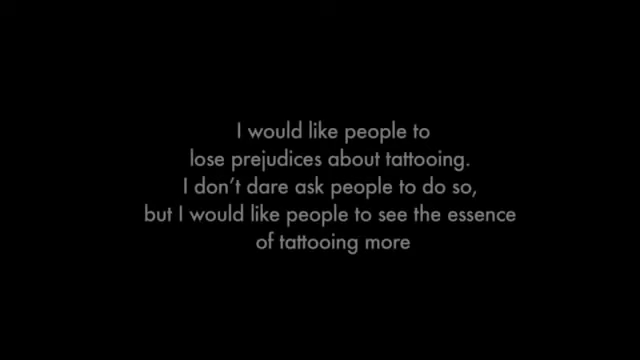 I would like people to
lose prejudices about tattooing.
I don’t dare ask people to do so,
but I would like people to see the essence
of tattooing more